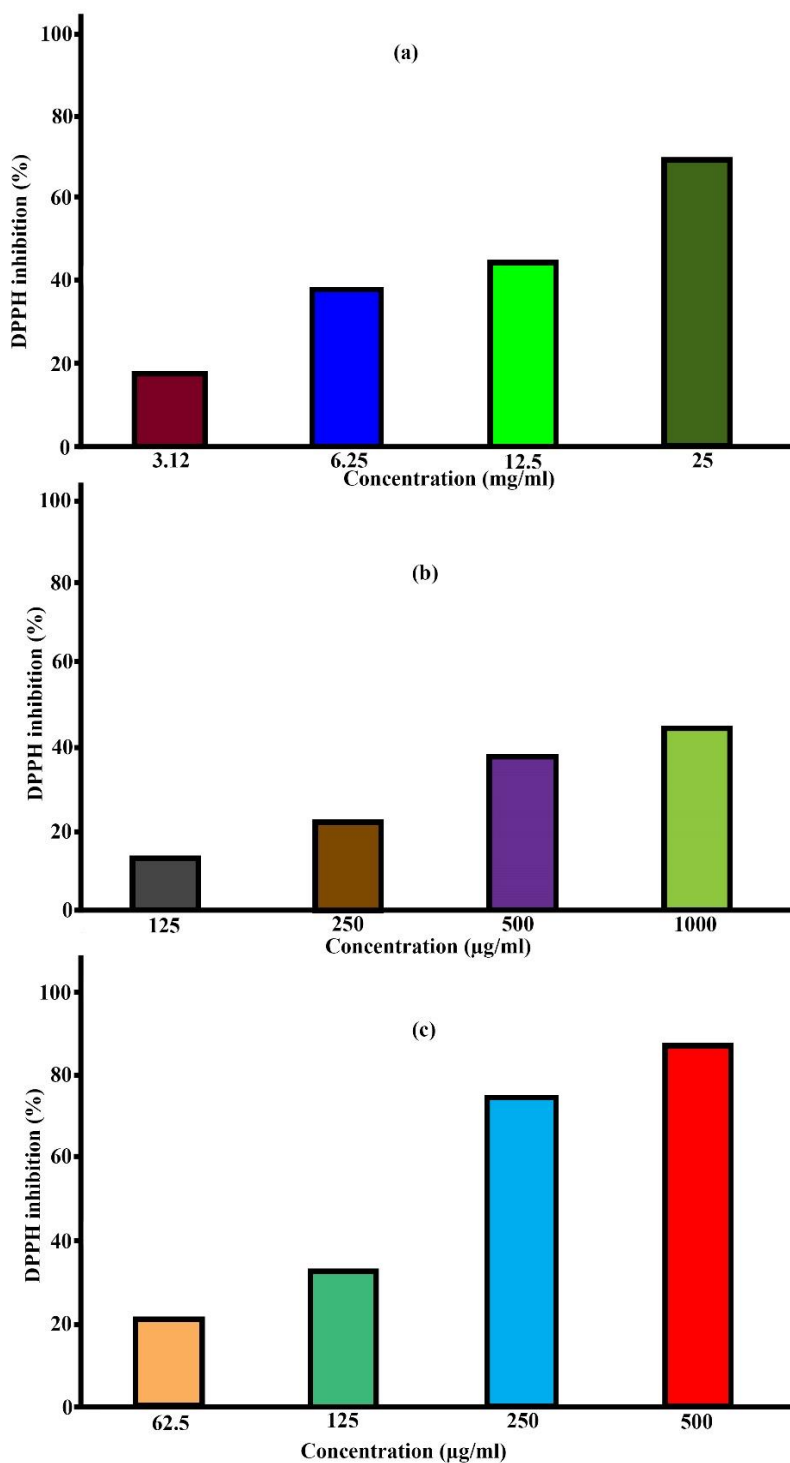 (a)
DPPH inhibition (%)
100
80
60
40
20
0
3.12 6.25 12.5 25
Concentration (mg/ml)
(b)
DPPH inhibition (%)
100
80
60
40
20
0
125 250 500 1000
Concentration (µg/ml)
(c)
DPPH inhibition (%)
100
80
60
40
20
0
62.5 125 250 500
Concentration (µg/ml)